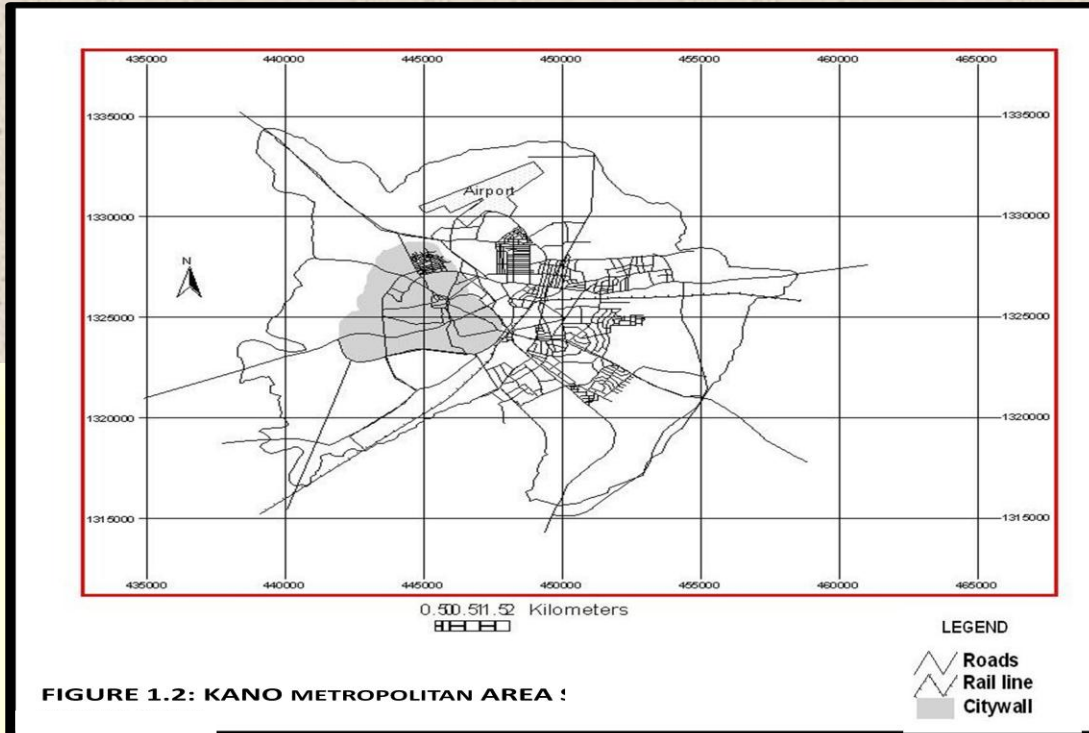 435000 440000 445000 450000 455000 460000 465000
1335000 1335000
Airport
1330000 1330000
N
1325000 1325000
1320000 1320000
1315000 1315000
435000 440000 445000 450000 455000 460000 465000
Kilometers
LEGEND
Roads
Rail line
Citywall
FIGURE 1.2: KANO METROPOLITAN AREA